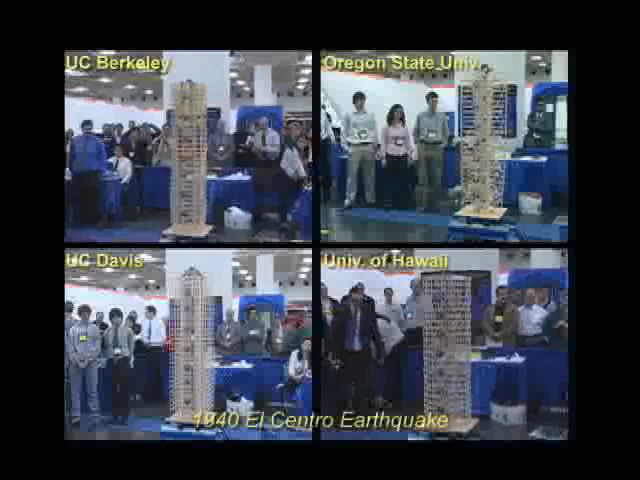 UC Berkeley
Oregon State Univ.
UC Davis
Univ. of Hawaii
1940 El Centro Earthquake